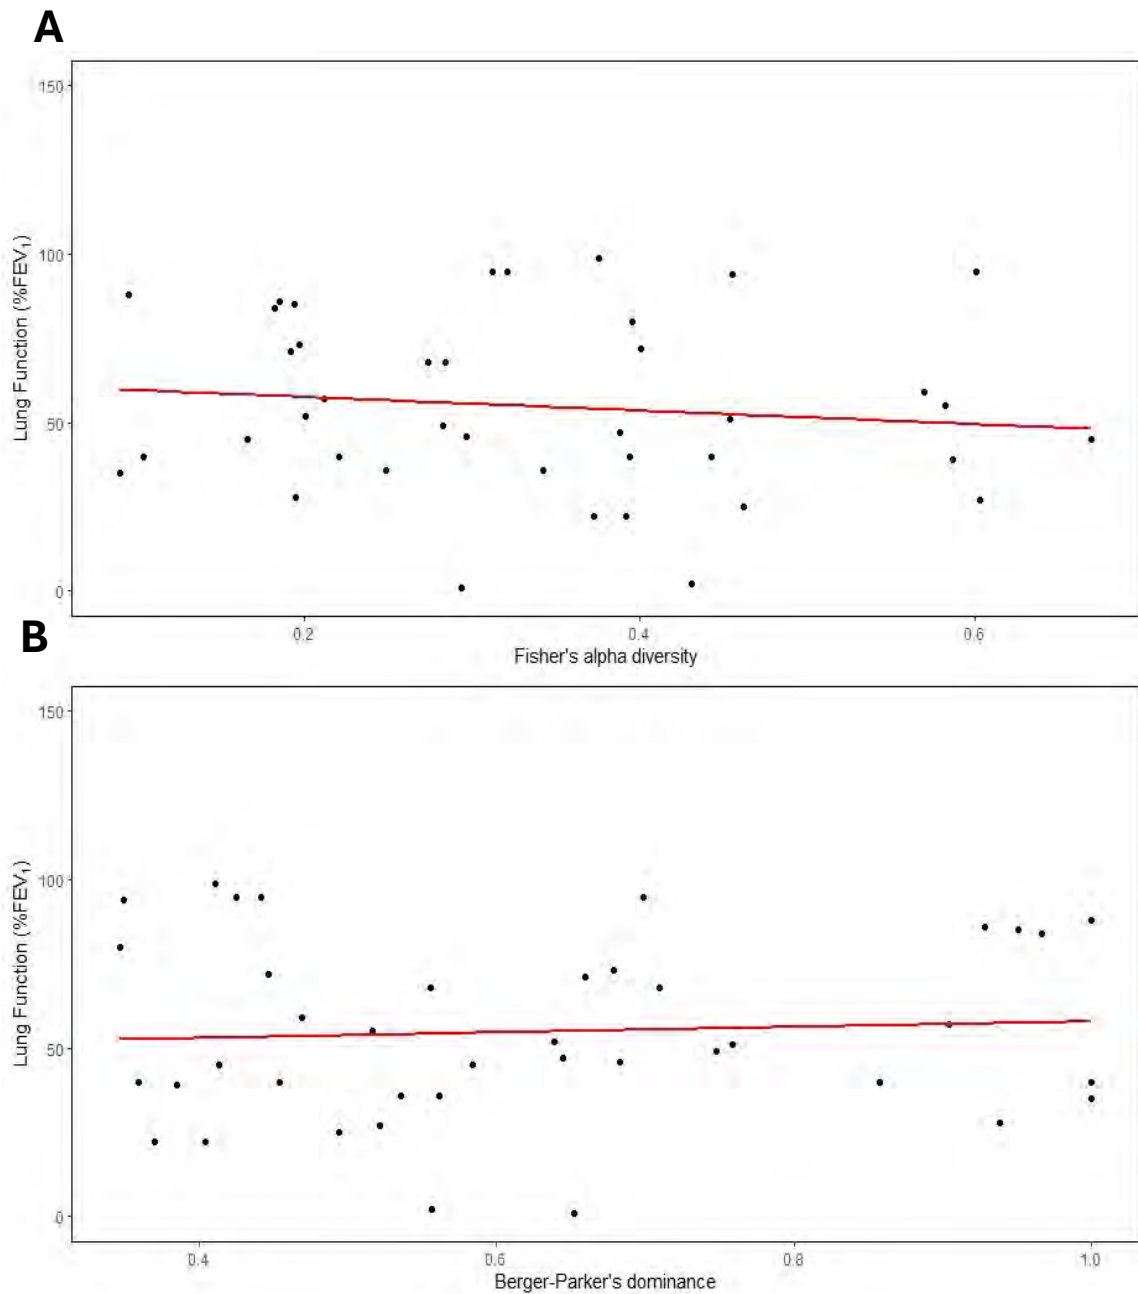 A
150
100
50
0
Lung Function (%FEV₁)
0.2 0.4 0.6
Fisher's alpha diversity
B
150
100
50
0
Lung Function (%FEV₁)
0.4 0.6 0.8 1.0
Berger-Parker's dominance